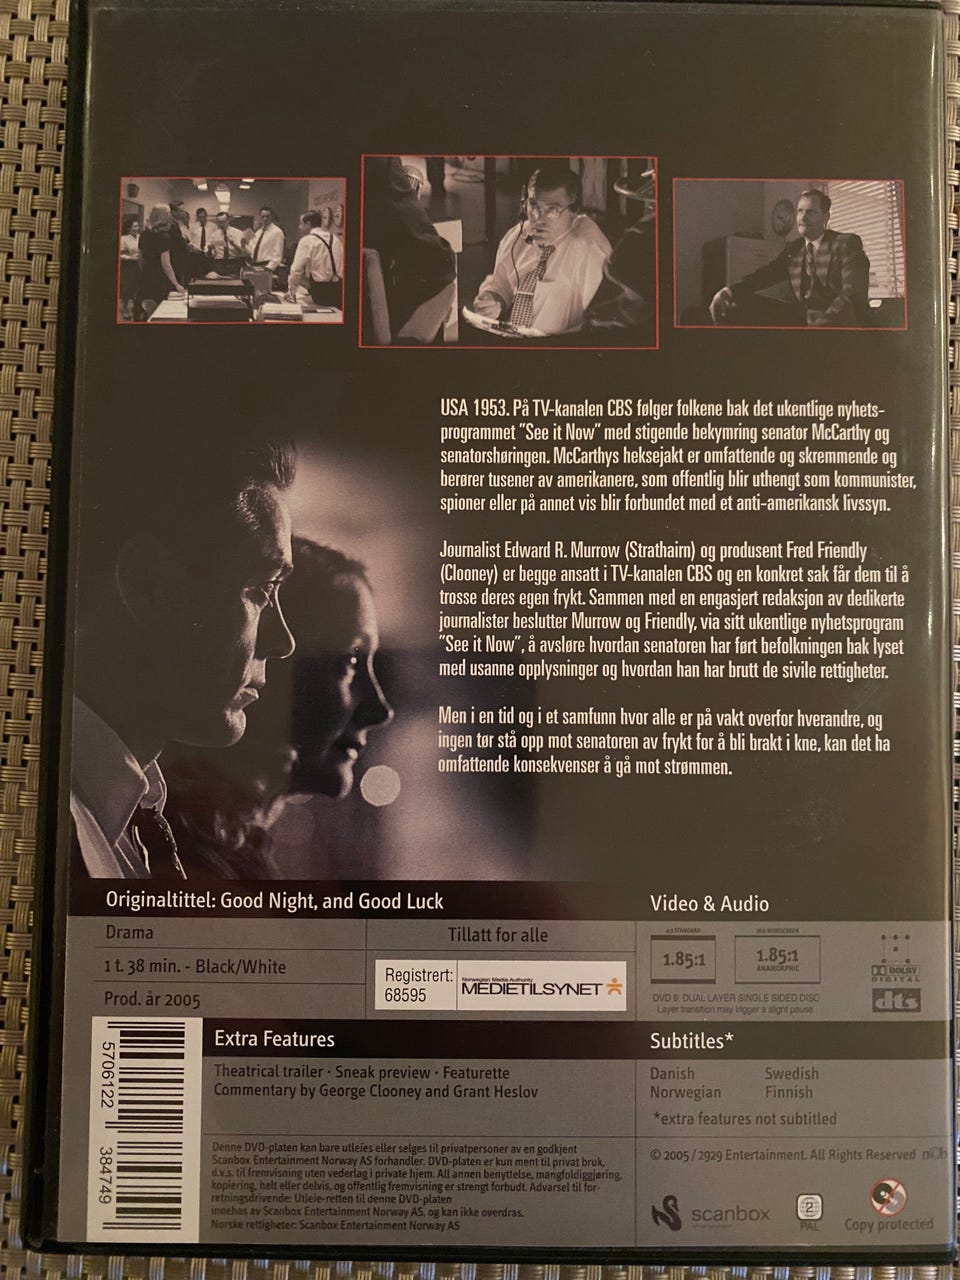 USA 1953. På TV-kanalen CBS følger folkene bak det ukentlige nyhets-
programmet "See it Now" med stigende bekymring senator McCarthy og
senatorshøringen. McCarthys heksejakt er omfattende og skremmende og
berører tusener av amerikanere, som offentlig blir uthengt som kommunister,
spioner eller på annet vis blir forbundet med et anti-amerikansk livssyn.
Journalist Edward R. Murrow (Strathairn) og produsent Fred Friendly
(Clooney) er begge ansatt i TV-kanalen CBS og en konkret sak får dem til å
trosse deres egen frykt. Sammen med en engasjert redaksjon av dedikerte
journalister beslutter Murrow og Friendly, via sitt ukentlige nyhetsprogram
"See it Now", å avsløre hvordan senatoren har ført befolkningen bak lyset
med usanne opplysninger og hvordan han har brutt de sivile rettigheter.
Men i en tid og i et samfunn hvor alle er på vakt overfor hverandre, og
ingen tør stå opp mot senatoren av frykt for å bli brakt i kne, kan det ha
omfattende konsekvenser å gå mot strømmen.
Originaltittel: Good Night, and Good Luck
Drama
Tillatt for alle
1 t. 38 min. - Black/White
Prod. år 2005
Registrert:
68595
Norwegian Media Authority
MEDIETILSYNET
Video & Audio
4:3 STANDARD
16:9 WIDESCREEN
1.85:1
1.85:1
ANAMORPHIC
DOLBY
DIGITAL
dts
DVD 9: DUAL LAYER SINGLE SIDED DISC
Layer transition may trigger a slight pause.
Extra Features
Theatrical trailer · Sneak preview · Featurette
Commentary by George Clooney and Grant Heslov
Subtitles*
Danish Swedish
Norwegian Finnish
*extra features not subtitled
5706122 384749
Denne DVD-platen kan bare utleies eller selges til privatpersoner av en godkjent
Scanbox Entertainment Norway AS forhandler. DVD-platen er kun ment til privat bruk,
d.v.s. til fremvisning uten vederlag i private hjem. All annen benyttelse, mangfoldiggjøring,
kopiering, helt eller delvis, og offentlig fremvisning er strengt forbudt. Advarsel til for-
retningsdrivende: Utleie-retten til denne DVD-platen
innehas av Scanbox Entertainment Norway AS, og kan ikke overdras.
Norske rettigheter: Scanbox Entertainment Norway AS
© 2005 / 2929 Entertainment. All Rights Reserved ncb
scanbox
entertainment
2
PAL
Copy protected